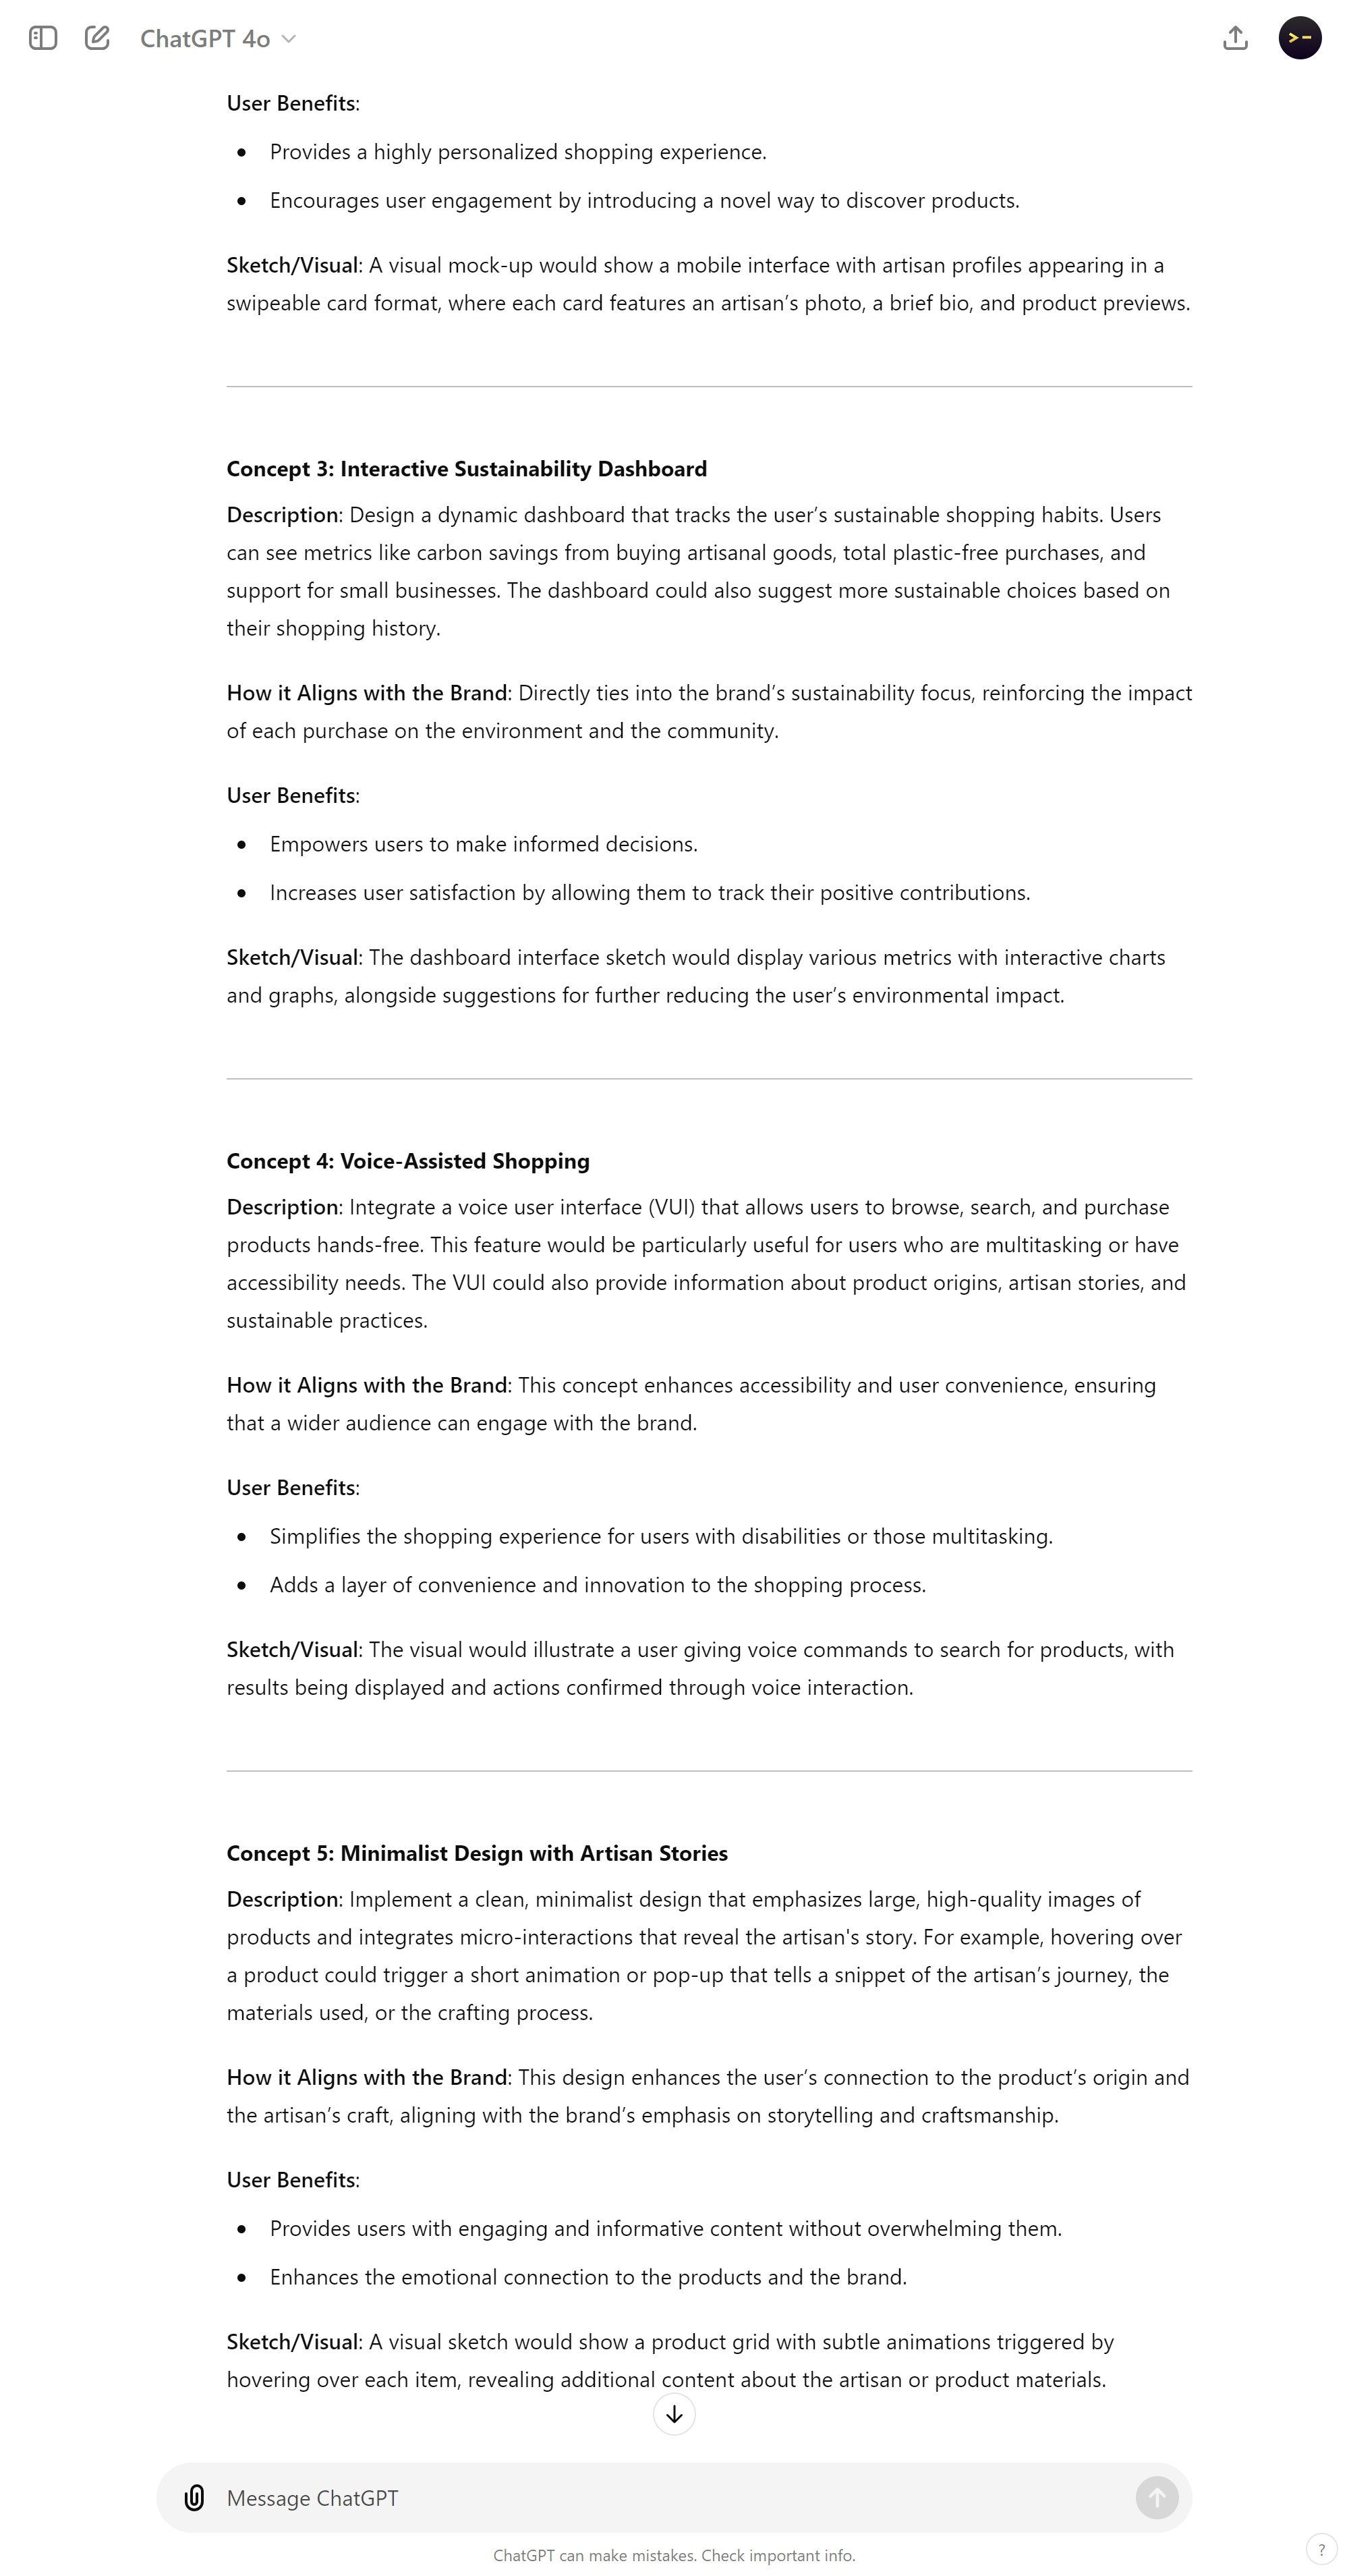 ChatGPT 4o
User Benefits:
Provides a highly personalized shopping experience.
Encourages user engagement by introducing a novel way to discover products.
Sketch/Visual: A visual mock-up would show a mobile interface with artisan profiles appearing in a
swipeable card format, where each card features an artisan’s photo, a brief bio, and product previews.
Concept 3: Interactive Sustainability Dashboard
Description: Design a dynamic dashboard that tracks the user’s sustainable shopping habits. Users
can see metrics like carbon savings from buying artisanal goods, total plastic-free purchases, and
support for small businesses. The dashboard could also suggest more sustainable choices based on
their shopping history.
How it Aligns with the Brand: Directly ties into the brand’s sustainability focus, reinforcing the impact
of each purchase on the environment and the community.
User Benefits:
Empowers users to make informed decisions.
Increases user satisfaction by allowing them to track their positive contributions.
Sketch/Visual: The dashboard interface sketch would display various metrics with interactive charts
and graphs, alongside suggestions for further reducing the user’s environmental impact.
Concept 4: Voice-Assisted Shopping
Description: Integrate a voice user interface (VUI) that allows users to browse, search, and purchase
products hands-free. This feature would be particularly useful for users who are multitasking or have
accessibility needs. The VUI could also provide information about product origins, artisan stories, and
sustainable practices.
How it Aligns with the Brand: This concept enhances accessibility and user convenience, ensuring
that a wider audience can engage with the brand.
User Benefits:
Simplifies the shopping experience for users with disabilities or those multitasking.
Adds a layer of convenience and innovation to the shopping process.
Sketch/Visual: The visual would illustrate a user giving voice commands to search for products, with
results being displayed and actions confirmed through voice interaction.
Concept 5: Minimalist Design with Artisan Stories
Description: Implement a clean, minimalist design that emphasizes large, high-quality images of
products and integrates micro-interactions that reveal the artisan's story. For example, hovering over
a product could trigger a short animation or pop-up that tells a snippet of the artisan’s journey, the
materials used, or the crafting process.
How it Aligns with the Brand: This design enhances the user’s connection to the product’s origin and
the artisan’s craft, aligning with the brand’s emphasis on storytelling and craftsmanship.
User Benefits:
Provides users with engaging and informative content without overwhelming them.
Enhances the emotional connection to the products and the brand.
Sketch/Visual: A visual sketch would show a product grid with subtle animations triggered by
hovering over each item, revealing additional content about the artisan or product materials.
Message ChatGPT
ChatGPT can make mistakes. Check important info.
?